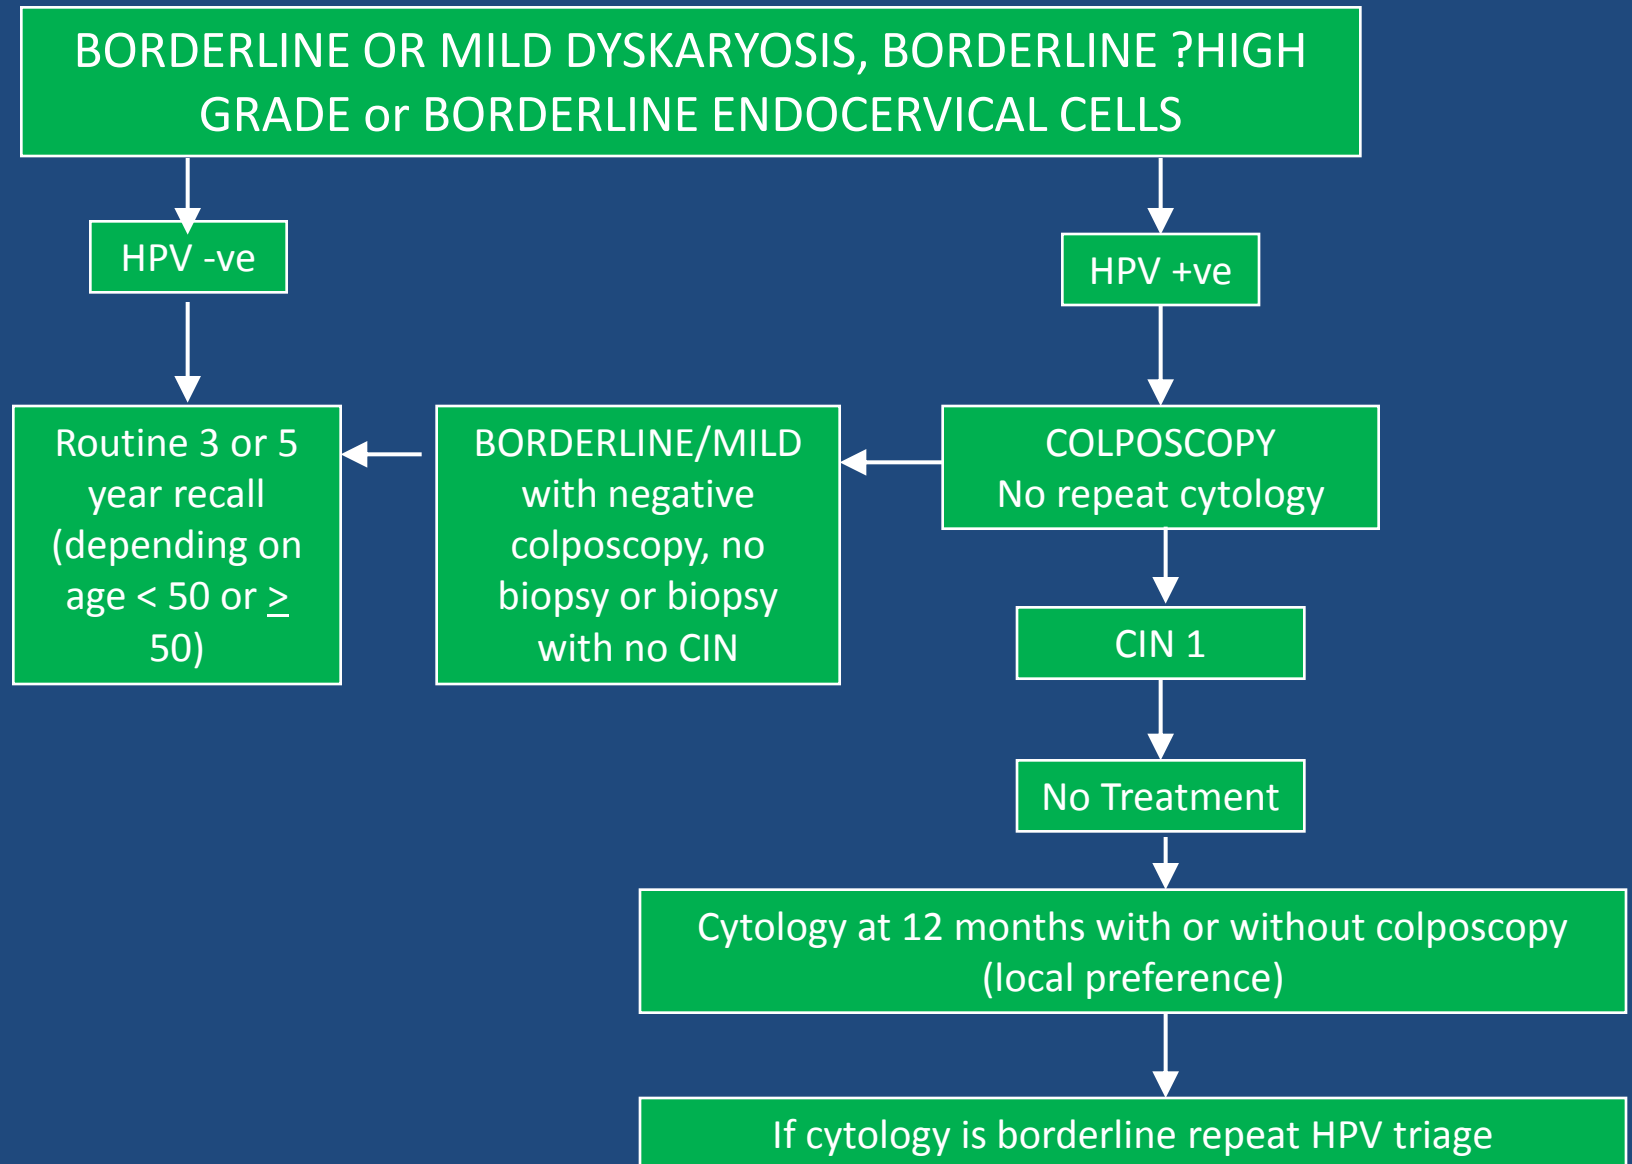 BORDERLINE OR MILD DYSKARYOSIS, BORDERLINE ?HIGH
GRADE or BORDERLINE ENDOCERVICAL CELLS
HPV -ve
HPV +ve
Routine 3 or 5
year recall
(depending on
age < 50 or ≥
50)
BORDERLINE/MILD
with negative
colposcopy, no
biopsy or biopsy
with no CIN
COLPOSCOPY
No repeat cytology
CIN 1
No Treatment
Cytology at 12 months with or without colposcopy
(local preference)
If cytology is borderline repeat HPV triage